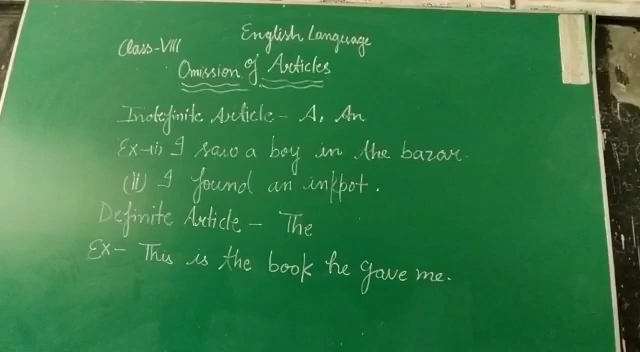 English Language
Class-VIII
Omission of Articles
Indefinite Article - A, An
Ex-(i) I saw a boy in the bazar.
(ii) I found an inkpot.
Definite Article - The
Ex- This is the book he gave me.